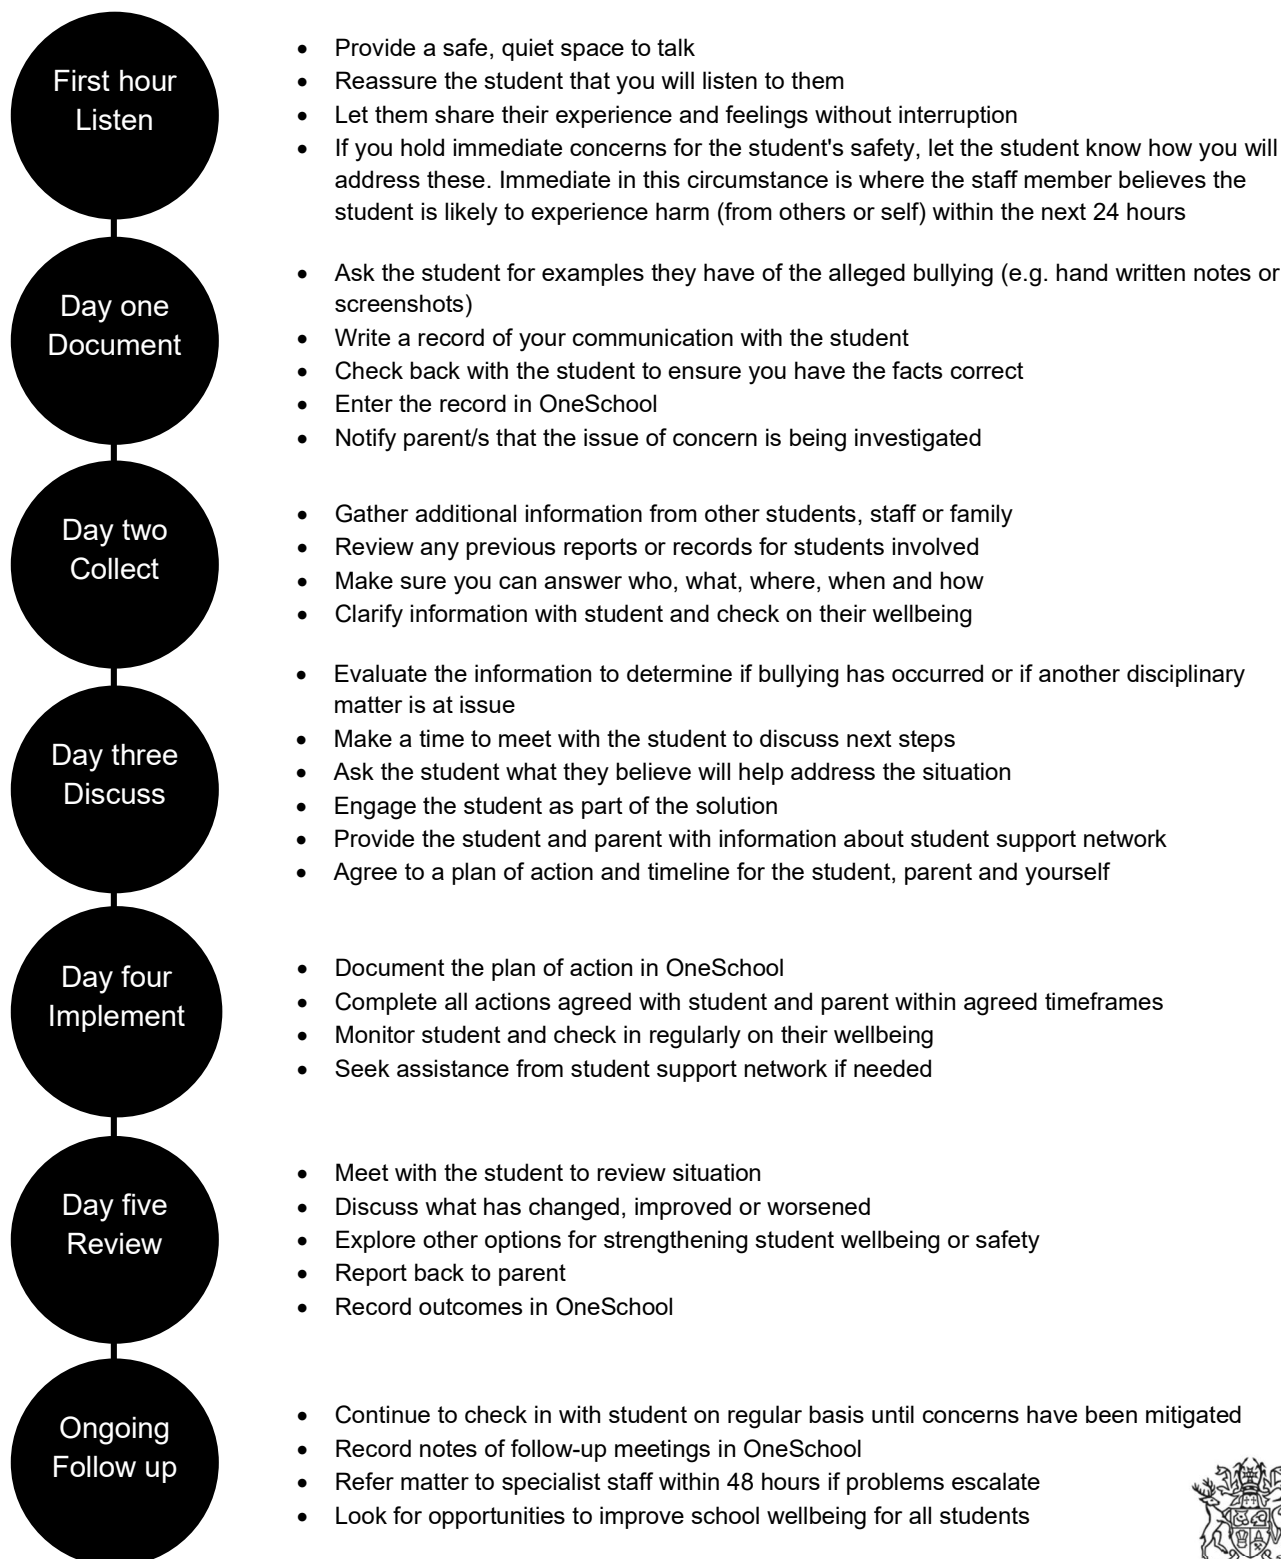 First hour
Listen
• Provide a safe, quiet space to talk
• Reassure the student that you will listen to them
• Let them share their experience and feelings without interruption
• If you hold immediate concerns for the student's safety, let the student know how you will
address these. Immediate in this circumstance is where the staff member believes the
student is likely to experience harm (from others or self) within the next 24 hours
Day one
Document
• Ask the student for examples they have of the alleged bullying (e.g. hand written notes or
screenshots)
• Write a record of your communication with the student
• Check back with the student to ensure you have the facts correct
• Enter the record in OneSchool
• Notify parent/s that the issue of concern is being investigated
Day two
Collect
• Gather additional information from other students, staff or family
• Review any previous reports or records for students involved
• Make sure you can answer who, what, where, when and how
• Clarify information with student and check on their wellbeing
Day three
Discuss
• Evaluate the information to determine if bullying has occurred or if another disciplinary
matter is at issue
• Make a time to meet with the student to discuss next steps
• Ask the student what they believe will help address the situation
• Engage the student as part of the solution
• Provide the student and parent with information about student support network
• Agree to a plan of action and timeline for the student, parent and yourself
Day four
Implement
• Document the plan of action in OneSchool
• Complete all actions agreed with student and parent within agreed timeframes
• Monitor student and check in regularly on their wellbeing
• Seek assistance from student support network if needed
Day five
Review
• Meet with the student to review situation
• Discuss what has changed, improved or worsened
• Explore other options for strengthening student wellbeing or safety
• Report back to parent
• Record outcomes in OneSchool
Ongoing
Follow up
• Continue to check in with student on regular basis until concerns have been mitigated
• Record notes of follow-up meetings in OneSchool
• Refer matter to specialist staff within 48 hours if problems escalate
• Look for opportunities to improve school wellbeing for all students